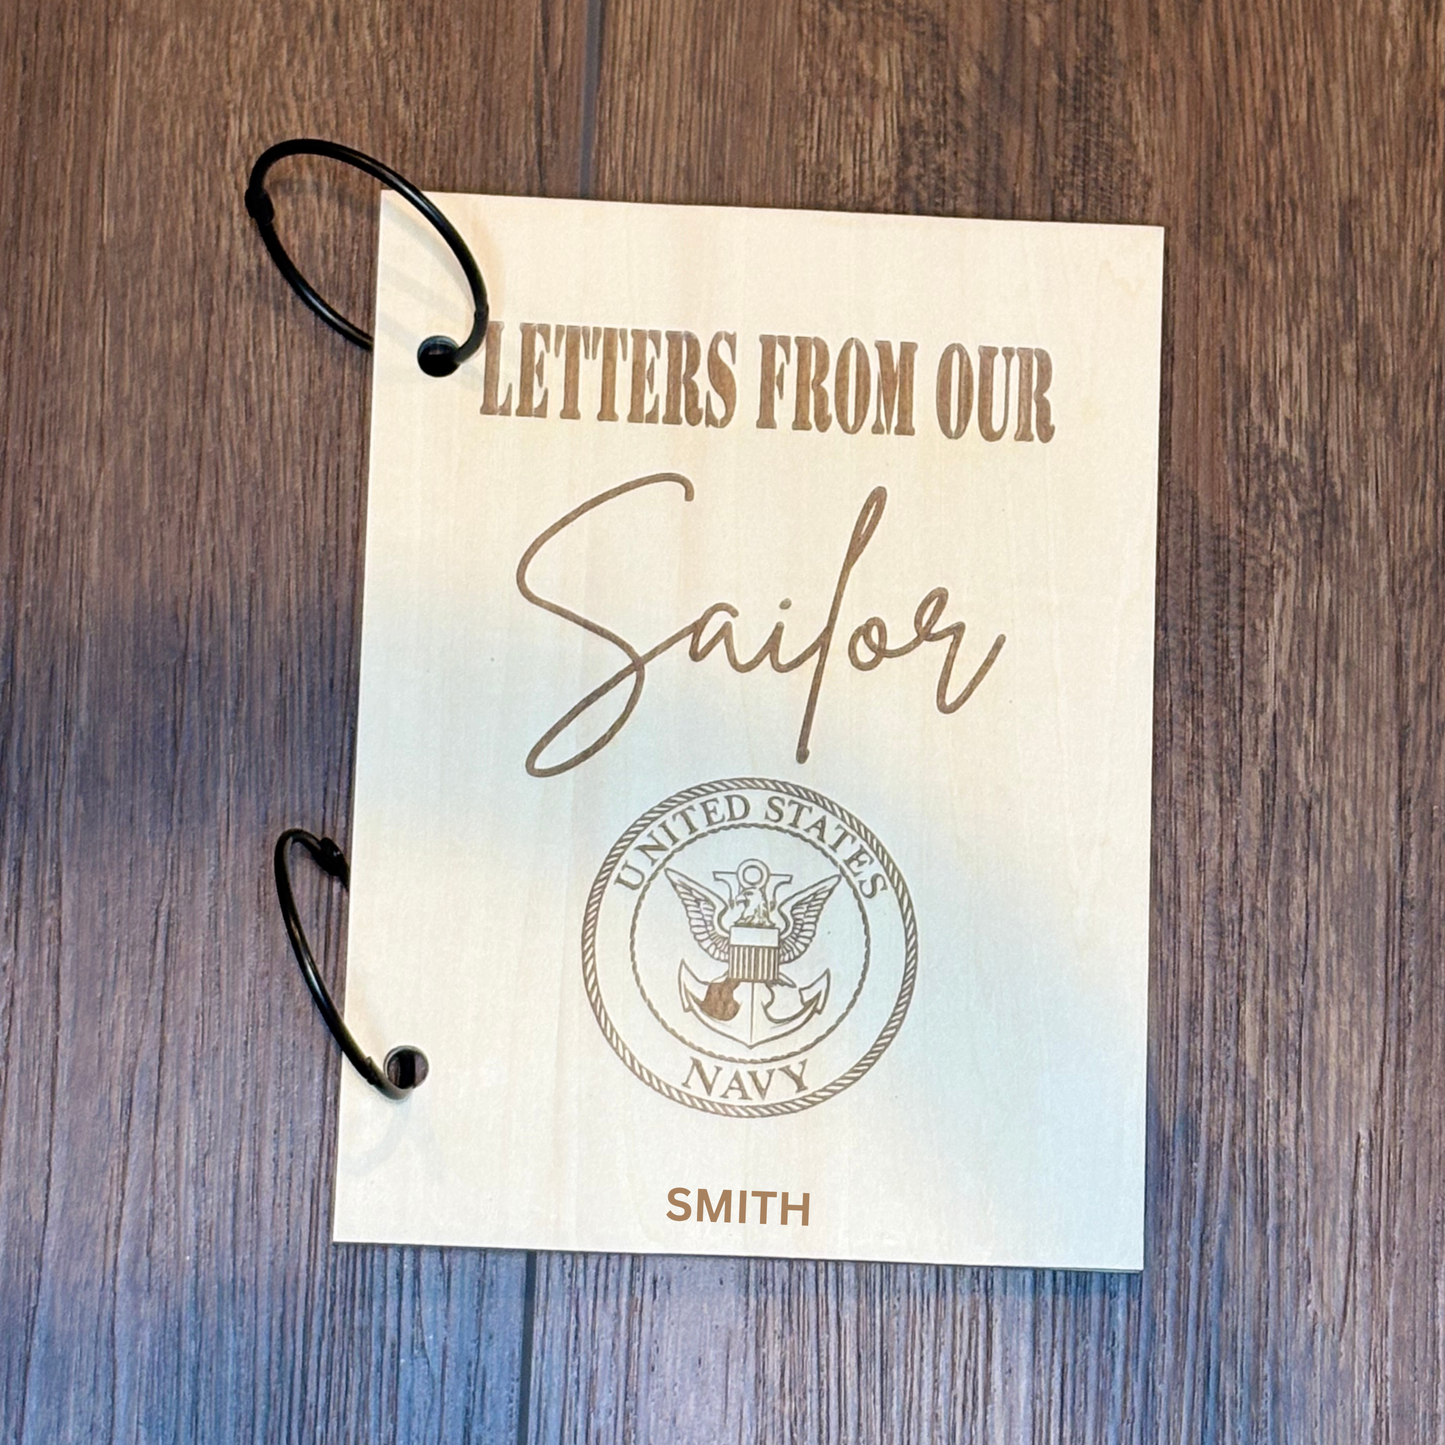 LETTERS FROM OUR
Sailor
UNITED STATES
NAVY
SMITH